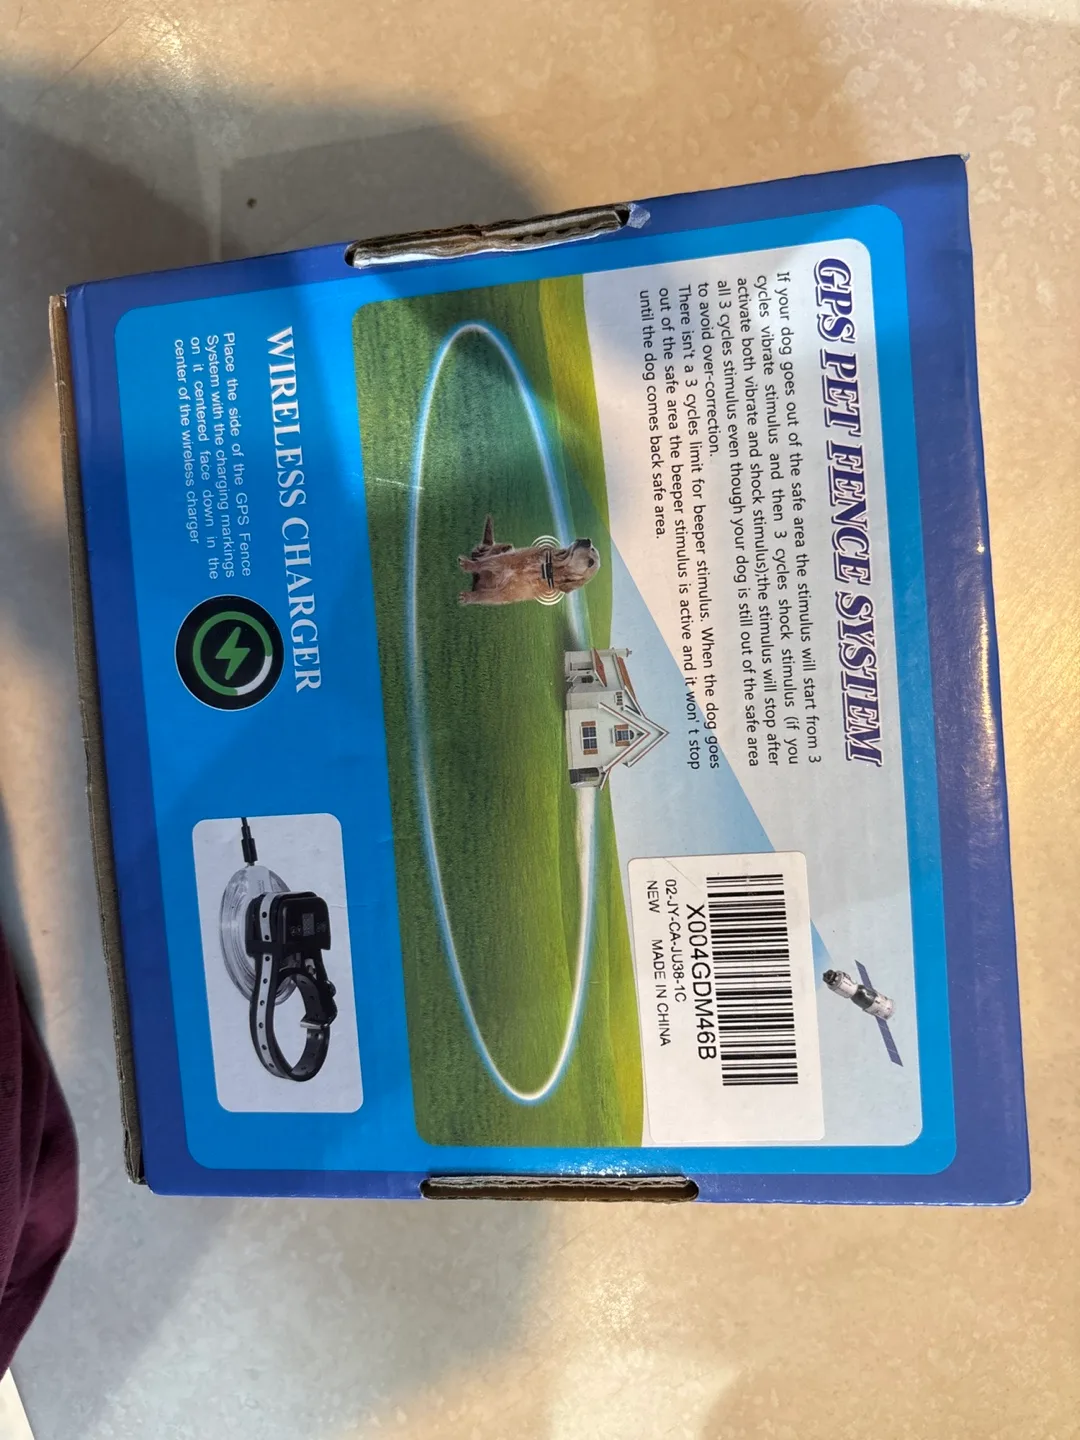 GPS PET FENCE SYSTEM
If your dog goes out of the safe area the stimulus will start from 3
cycles vibrate stimulus and then 3 cycles shock stimulus (if you
activate both vibrate and shock stimulus);the stimulus will stop after
all 3 cycles stimulus even though your dog is still out of the safe area
to avoid over-correction.
There isn't a 3 cycles limit for beeper stimulus. When the dog goes
out of the safe area the beeper stimulus is active and it won't stop
until the dog comes back safe area.
X004GDM46B
02-JY-CA-JU38-1C
NEW MADE IN CHINA
WIRELESS CHARGER
Place the side of the GPS Fence
System with the charging markings
on it centered face down in the
center of the wireless charger